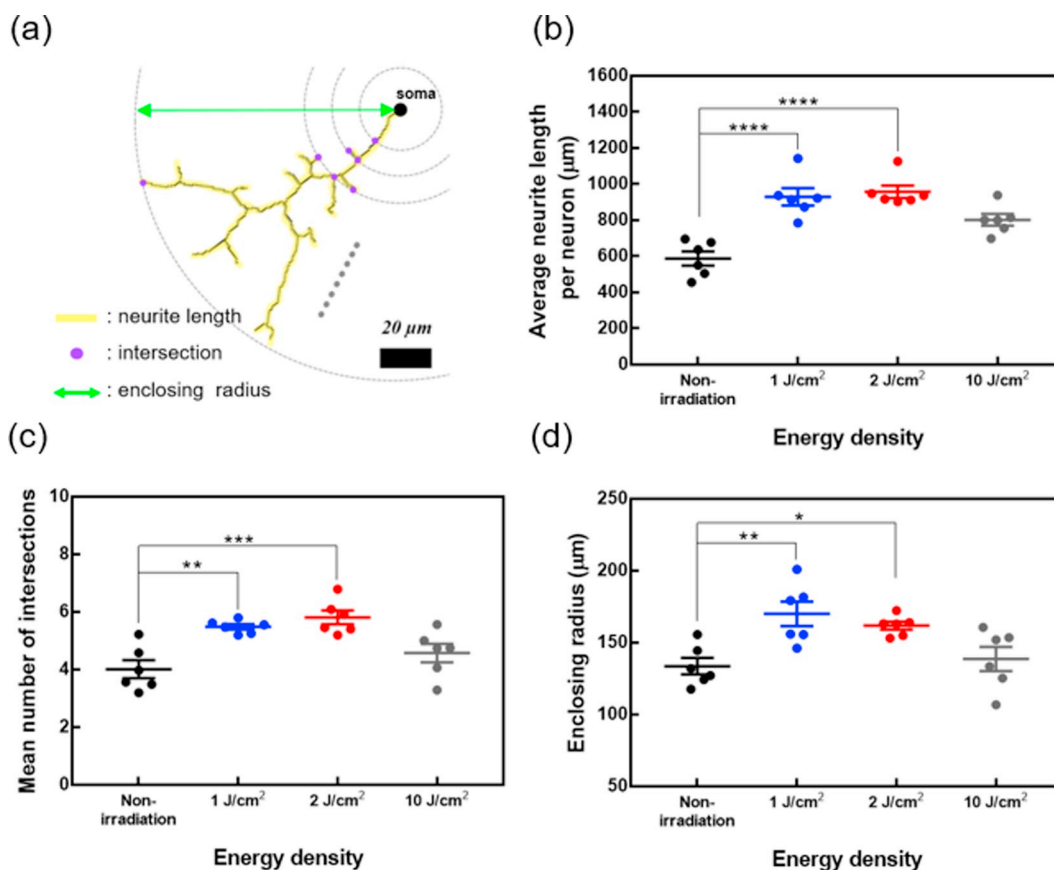 (a)
soma
: neurite length
: intersection
: enclosing radius
20 μm
(b)
Average neurite length
per neuron (μm)
1600
1400
1200
1000
800
600
400
200
0
****
****
Non-
irradiation
1 J/cm²
2 J/cm²
10 J/cm²
Energy density
(c)
Mean number of intersections
10
8
6
4
2
0
***
**
Non-
irradiation
1 J/cm²
2 J/cm²
10 J/cm²
Energy density
(d)
Enclosing radius (μm)
250
200
150
100
50
*
**
Non-
irradiation
1 J/cm²
2 J/cm²
10 J/cm²
Energy density